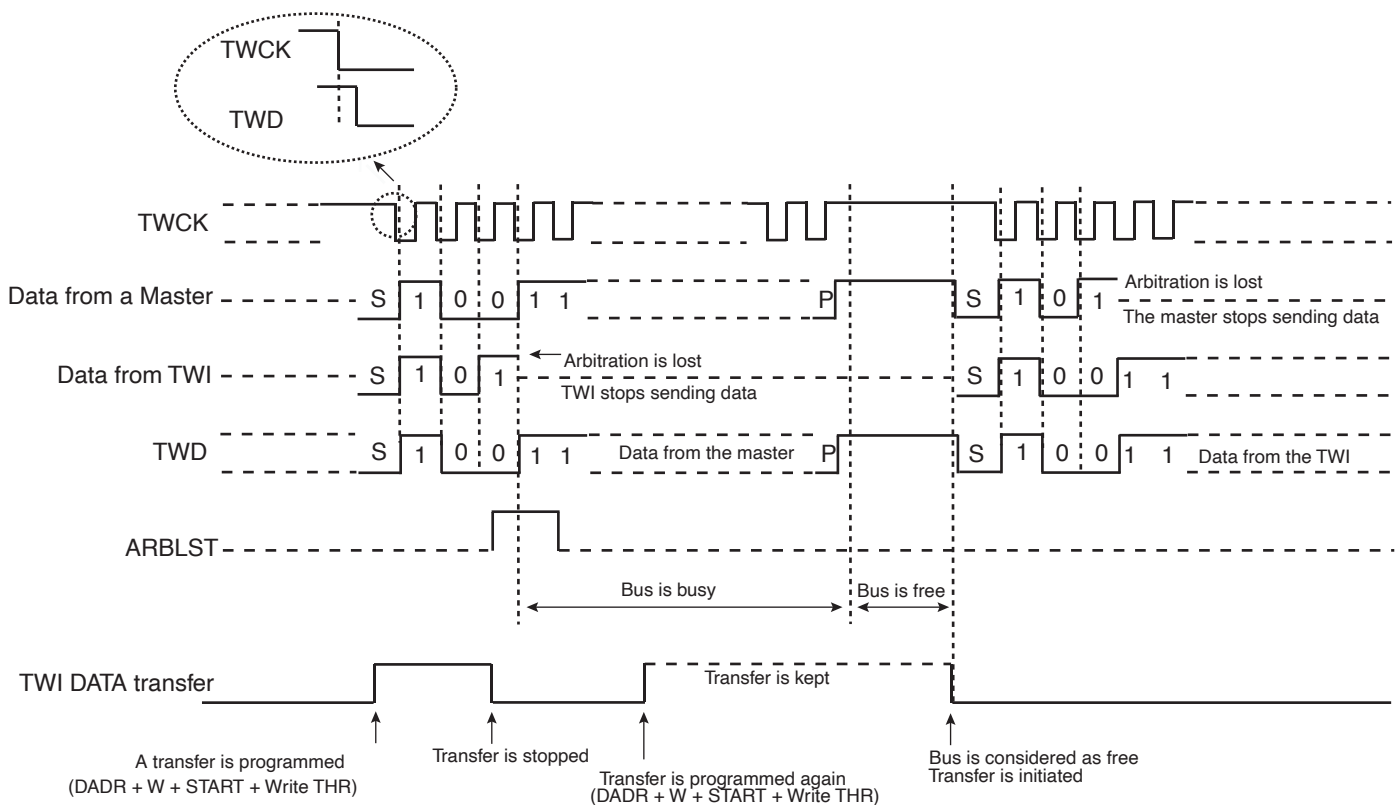 TWCK
TWD
TWCK
Data from a Master
S 1 0 0 1 1
P
S 1 0 1
Arbitration is lost
The master stops sending data
Data from TWI
S 1 0 1
Arbitration is lost
TWI stops sending data
S 1 0 0 1 1
TWD
S 1 0 0 1 1
Data from the master
P
S 1 0 0 1 1
Data from the TWI
ARBLST
Bus is busy
Bus is free
TWI DATA transfer
Transfer is kept
A transfer is programmed
(DADR + W + START + Write THR)
Transfer is stopped
Transfer is programmed again
(DADR + W + START + Write THR)
Bus is considered as free
Transfer is initiated